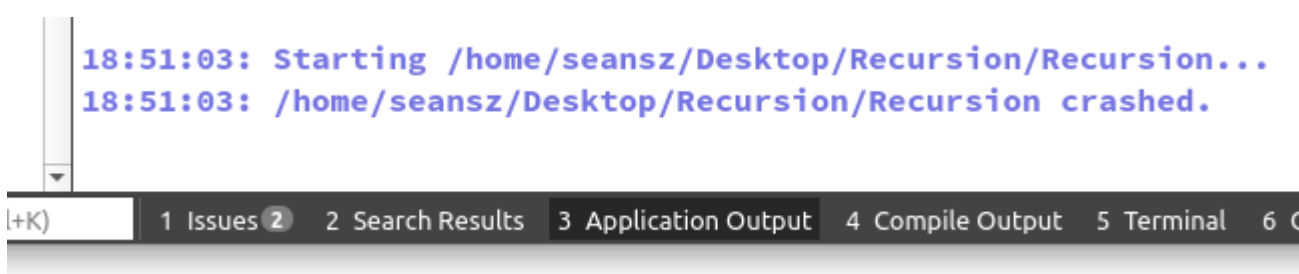 18:51:03: Starting /home/seansz/Desktop/Recursion/Recursion...
18:51:03: /home/seansz/Desktop/Recursion/Recursion crashed.
l+K) 1 Issues 2 2 Search Results 3 Application Output 4 Compile Output 5 Terminal 6